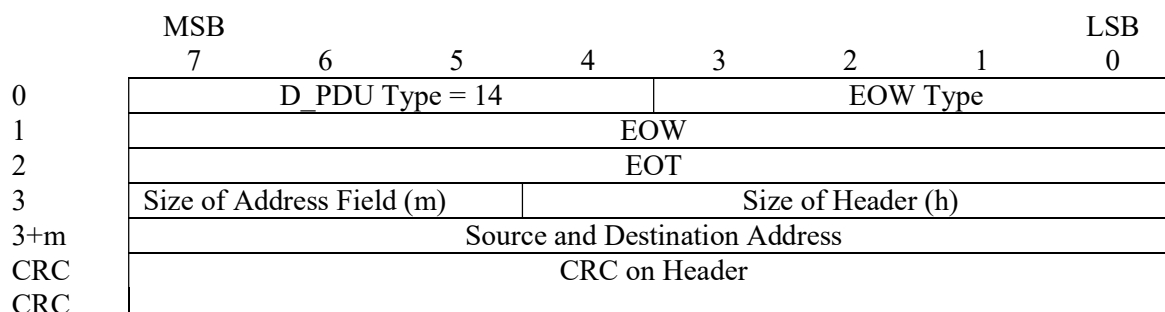 MSB LSB
7 6 5 4 3 2 1 0
0 D_PDU Type = 14 EOW Type
1 EOW
2 EOT
3 Size of Address Field (m) Size of Header (h)
3+m Source and Destination Address
CRC CRC on Header
CRC